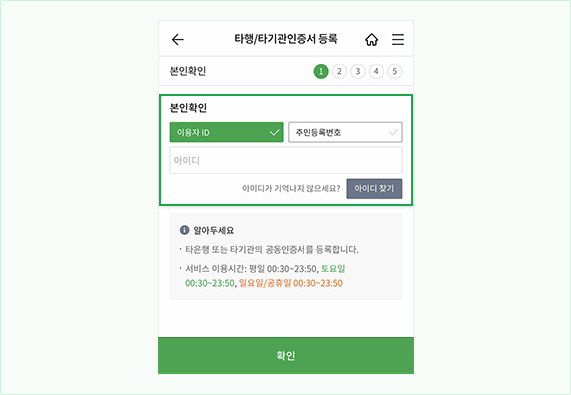 타행/타기관인증서 등록
본인확인 1 2 3 4 5
본인확인
이용자 ID 주민등록번호
아이디
아이디가 기억나지 않으세요? 아이디 찾기
알아두세요
· 타은행 또는 타기관의 공동인증서를 등록합니다.
· 서비스 이용시간: 평일 00:30~23:50, 토요일
00:30~23:50, 일요일/공휴일 00:30~23:50
확인